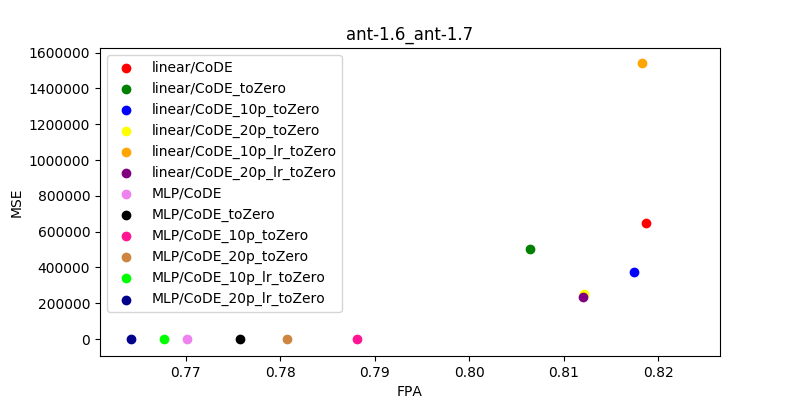 ant-1.6_ant-1.7
MSE
1600000
1400000
1200000
1000000
800000
600000
400000
200000
0
linear/CoDE
linear/CoDE_toZero
linear/CoDE_10p_toZero
linear/CoDE_20p_toZero
linear/CoDE_10p_lr_toZero
linear/CoDE_20p_lr_toZero
MLP/CoDE
MLP/CoDE_toZero
MLP/CoDE_10p_toZero
MLP/CoDE_20p_toZero
MLP/CoDE_10p_lr_toZero
MLP/CoDE_20p_lr_toZero
0.77 0.78 0.79 0.80 0.81 0.82
FPA